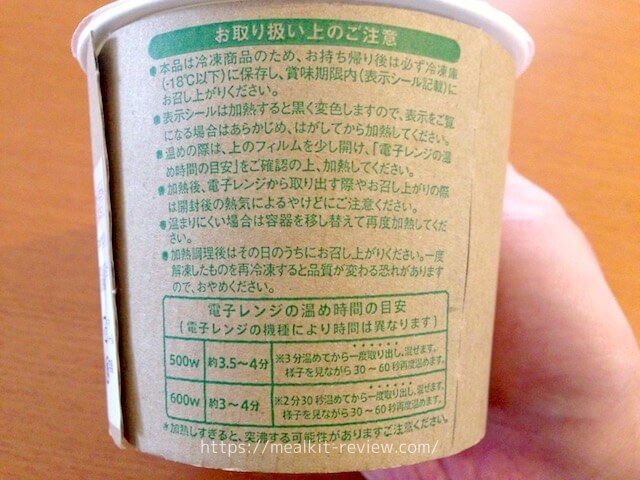 お取り扱い上のご注意
●本品は冷凍商品のため、お持ち帰り後は必ず冷凍庫
(-18℃以下)に保存し、賞味期限内(表示シール記載)に
お召し上がりください。
●表示シールは加熱すると黒く変色しますので、表示をご覧
になる場合はあらかじめ、はがしてから加熱してください。
●温めの際は、上のフィルムを少し開け、「電子レンジの温
め時間の目安」をご確認の上、加熱してください。
●加熱後、電子レンジから取り出す際やお召し上がりの際
は開封後の熱気によるやけどにご注意ください。
●温まりにくい場合は容器を移し替えて再度加熱してくだ
さい。
●加熱調理後はその日のうちにお召し上がりください。一度
解凍したものを再冷凍すると品質が変わる恐れがあります
ので、おやめください。
電子レンジの温め時間の目安
(電子レンジの機種により時間は異なります)
500w 約3.5～4分 ※3分温めてから一度取り出し、混ぜます。
様子を見ながら30～60秒再度温めます。
600w 約3～4分 ※2分30秒温めてから一度取り出し、混ぜます。
様子を見ながら30～60秒再度温めます。
*加熱しすぎると、突沸する可能性がありますご注意ください。
https://mealkit-review.com/